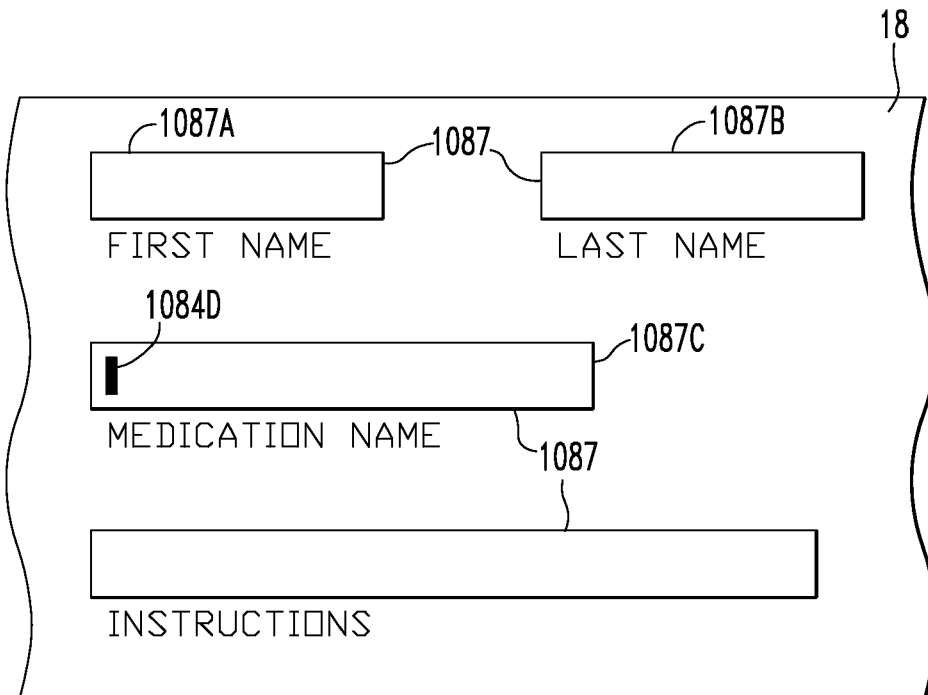 18
1087A 1087 1087B
FIRST NAME LAST NAME
1084D
1087C
MEDICATION NAME
1087
INSTRUCTIONS